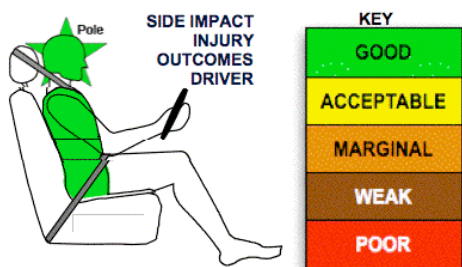 Pole
SIDE IMPACT
INJURY
OUTCOMES
DRIVER
KEY
GOOD
ACCEPTABLE
MARGINAL
WEAK
POOR